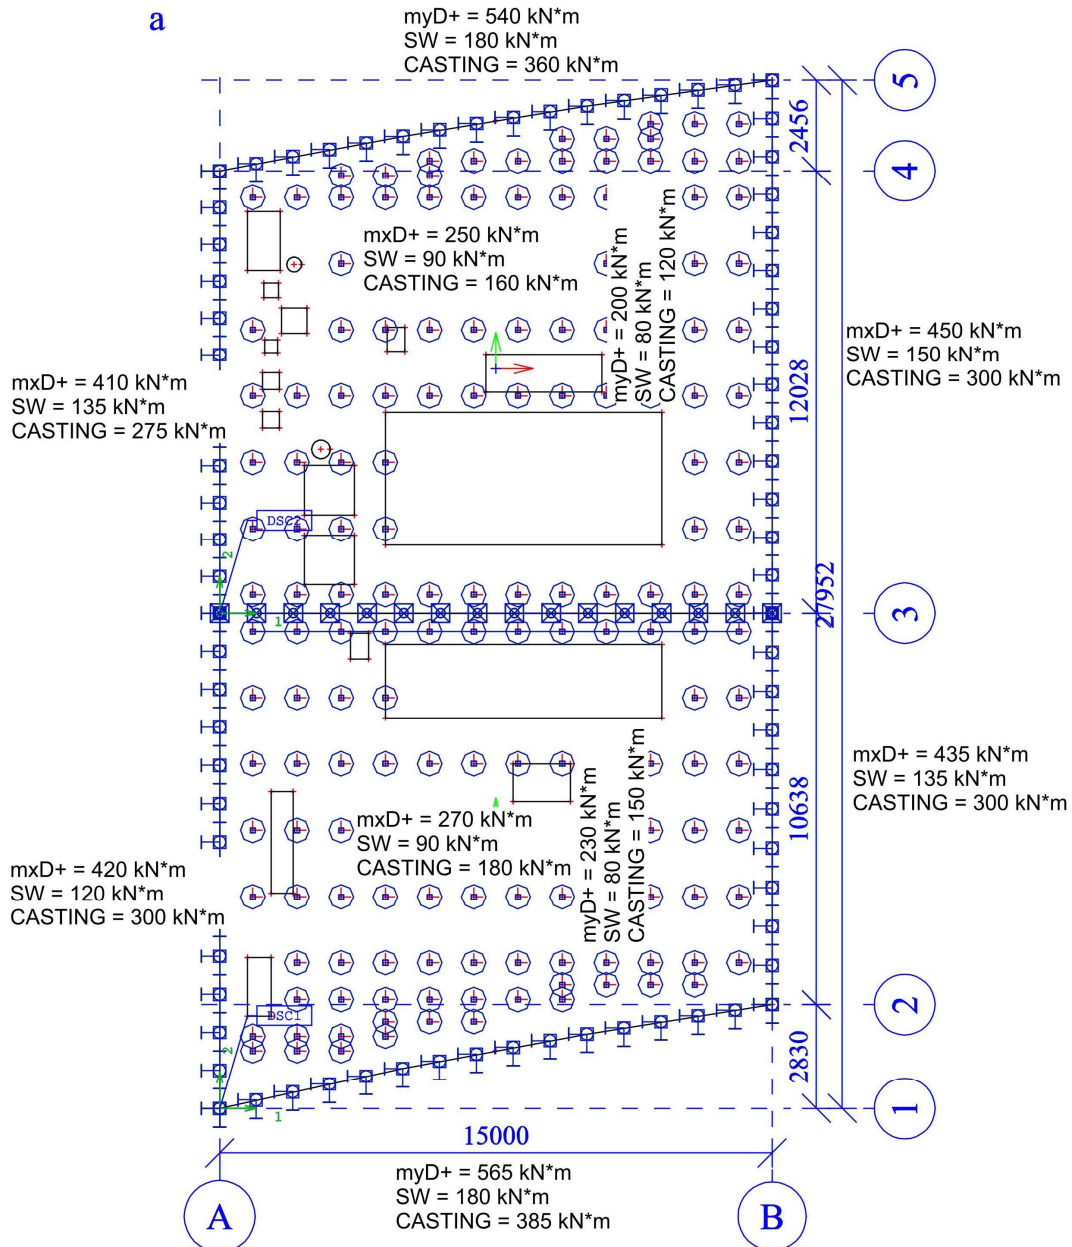 a
myD+ = 540 kN*m
SW = 180 kN*m
CASTING = 360 kN*m
5
2456
4
mxD+ = 250 kN*m
SW = 90 kN*m
CASTING = 160 kN*m
myD+ = 200 kN*m
SW = 80 kN*m
CASTING = 120 kN*m
mxD+ = 450 kN*m
SW = 150 kN*m
CASTING = 300 kN*m
12028
mxD+ = 410 kN*m
SW = 135 kN*m
CASTING = 275 kN*m
DSC2
2
1
27952
3
mxD+ = 435 kN*m
SW = 135 kN*m
CASTING = 300 kN*m
10638
mxD+ = 270 kN*m
SW = 90 kN*m
CASTING = 180 kN*m
myD+ = 230 kN*m
SW = 80 kN*m
CASTING = 150 kN*m
mxD+ = 420 kN*m
SW = 120 kN*m
CASTING = 300 kN*m
DSC1
2
1
2
2830
1
15000
myD+ = 565 kN*m
SW = 180 kN*m
CASTING = 385 kN*m
A
B